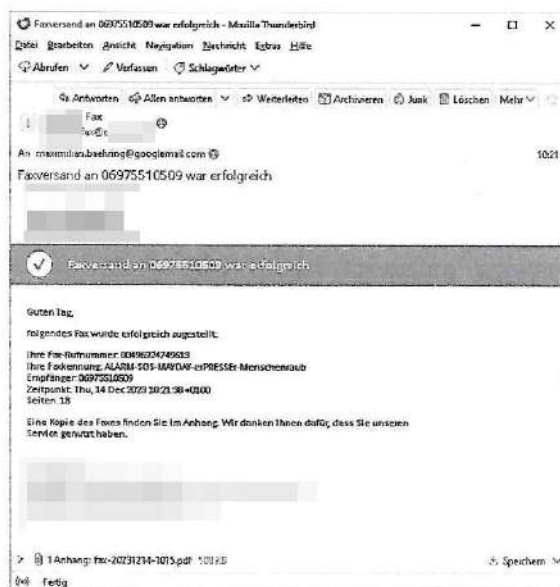 Faxversand an 06975510509 war erfolgreich - Mozilla Thunderbird
Datei Bearbeiten Ansicht Navigation Nachricht Extras Hilfe
Abrufen Verfassen Schlagwörter
Antworten Allen antworten Weiterleiten Archivieren Junk Löschen Mehr
Fax
An maximilian.baehring@googlemail.com 10:21
Faxversand an 06975510509 war erfolgreich
Faxversand an 06975510509 war erfolgreich
Guten Tag,
folgendes Fax wurde erfolgreich zugestellt:
Ihre Fax-Rufnummer:
Ihre Faxkennung: ALARM-SOS-MAYDAY-erPRESSEr-Menschenraub
Empfänger: 06975510509
Zeitpunkt: Thu, 14 Dec 2023 10:21:98 +0100
Seiten: 18
Eine Kopie des Faxes finden Sie im Anhang. Wir danken Ihnen dafür, dass Sie unseren
Service genutzt haben.
1 Anhang: fax-20231214-1015.pdf 508 KB Speichern
Fertig